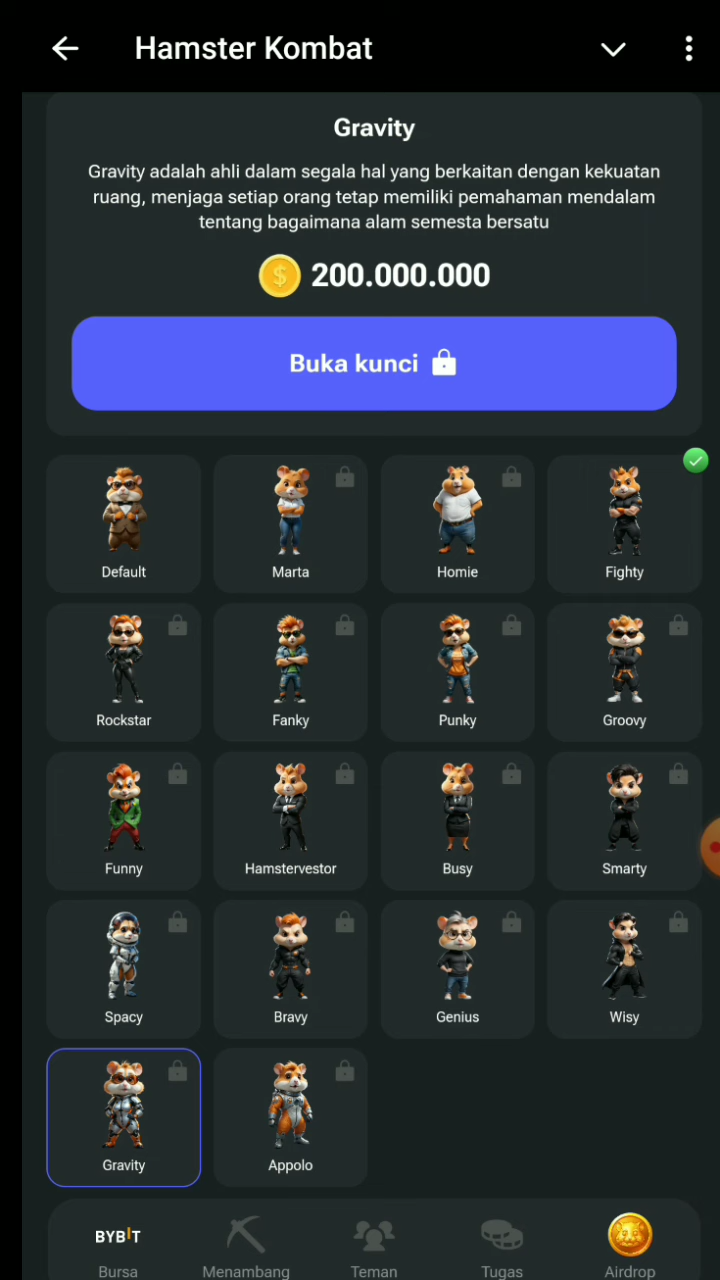 Hamster Kombat
Gravity
Gravity adalah ahli dalam segala hal yang berkaitan dengan kekuatan
ruang, menjaga setiap orang tetap memiliki pemahaman mendalam
tentang bagaimana alam semesta bersatu
200.000.000
Buka kunci
Default
Marta
Homie
Fighty
Rockstar
Fanky
Punky
Groovy
Funny
Hamstervestor
Busy
Smarty
Spacy
Bravy
Genius
Wisy
Gravity
Appolo
BYBIT
Bursa
Menambang
Teman
Tugas
Airdrop